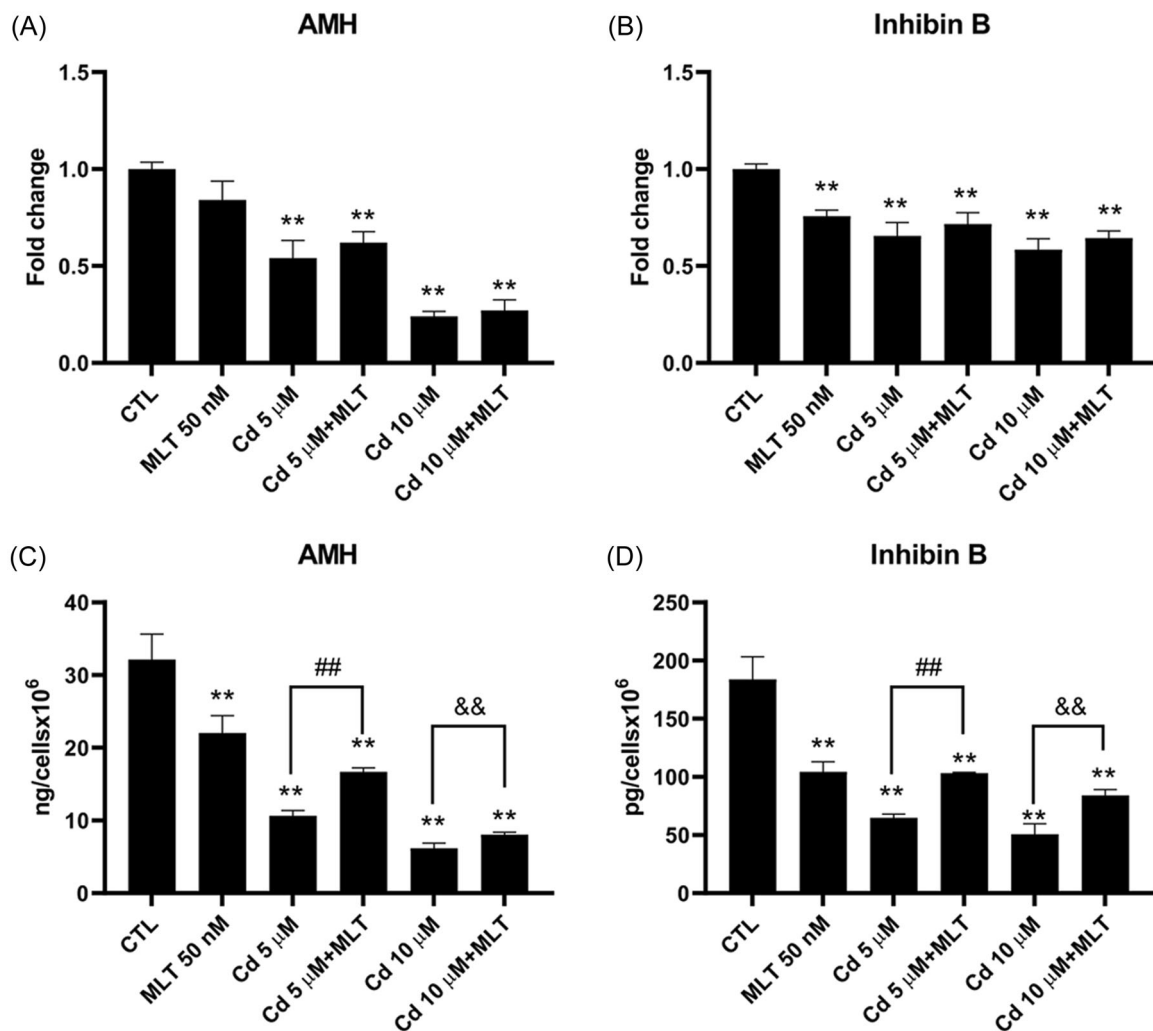 (A) AMH
Fold change
1.5
1.0
0.5
0.0
**
**
**
**
CTL
MLT 50 nM
Cd 5 µM
Cd 5 µM+MLT
Cd 10 µM
Cd 10 µM+MLT
(B) Inhibin B
Fold change
1.5
1.0
0.5
0.0
**
**
**
**
**
CTL
MLT 50 nM
Cd 5 µM
Cd 5 µM+MLT
Cd 10 µM
Cd 10 µM+MLT
(C) AMH
ng/cellsx10⁶
40
30
20
10
0
##
&&
**
**
**
**
**
CTL
MLT 50 nM
Cd 5 µM
Cd 5 µM+MLT
Cd 10 µM
Cd 10 µM+MLT
(D) Inhibin B
pg/cellsx10⁶
250
200
150
100
50
0
##
&&
**
**
**
**
**
CTL
MLT 50 nM
Cd 5 µM
Cd 5 µM+MLT
Cd 10 µM
Cd 10 µM+MLT